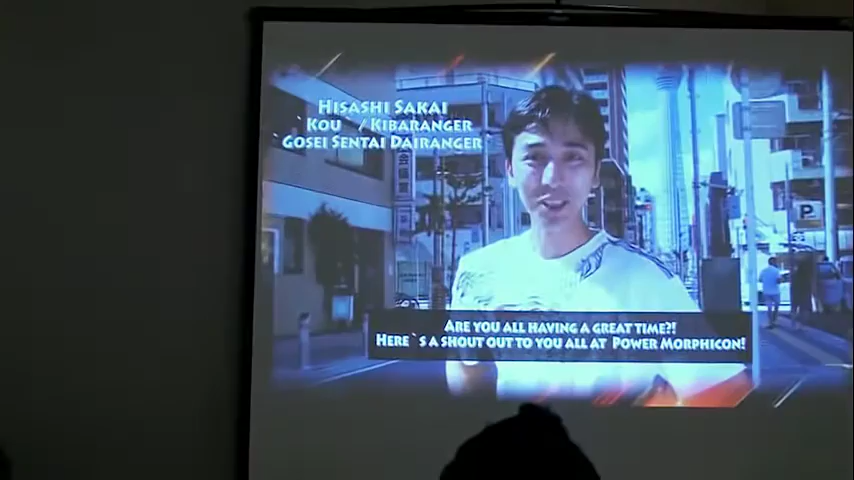 HISASHI SAKAI
KOU / KIBARANGER
GOSEI SENTAI DAIRANGER
P
ARE YOU ALL HAVING A GREAT TIME?!
HERE`S A SHOUT OUT TO YOU ALL AT POWER MORPHICON!